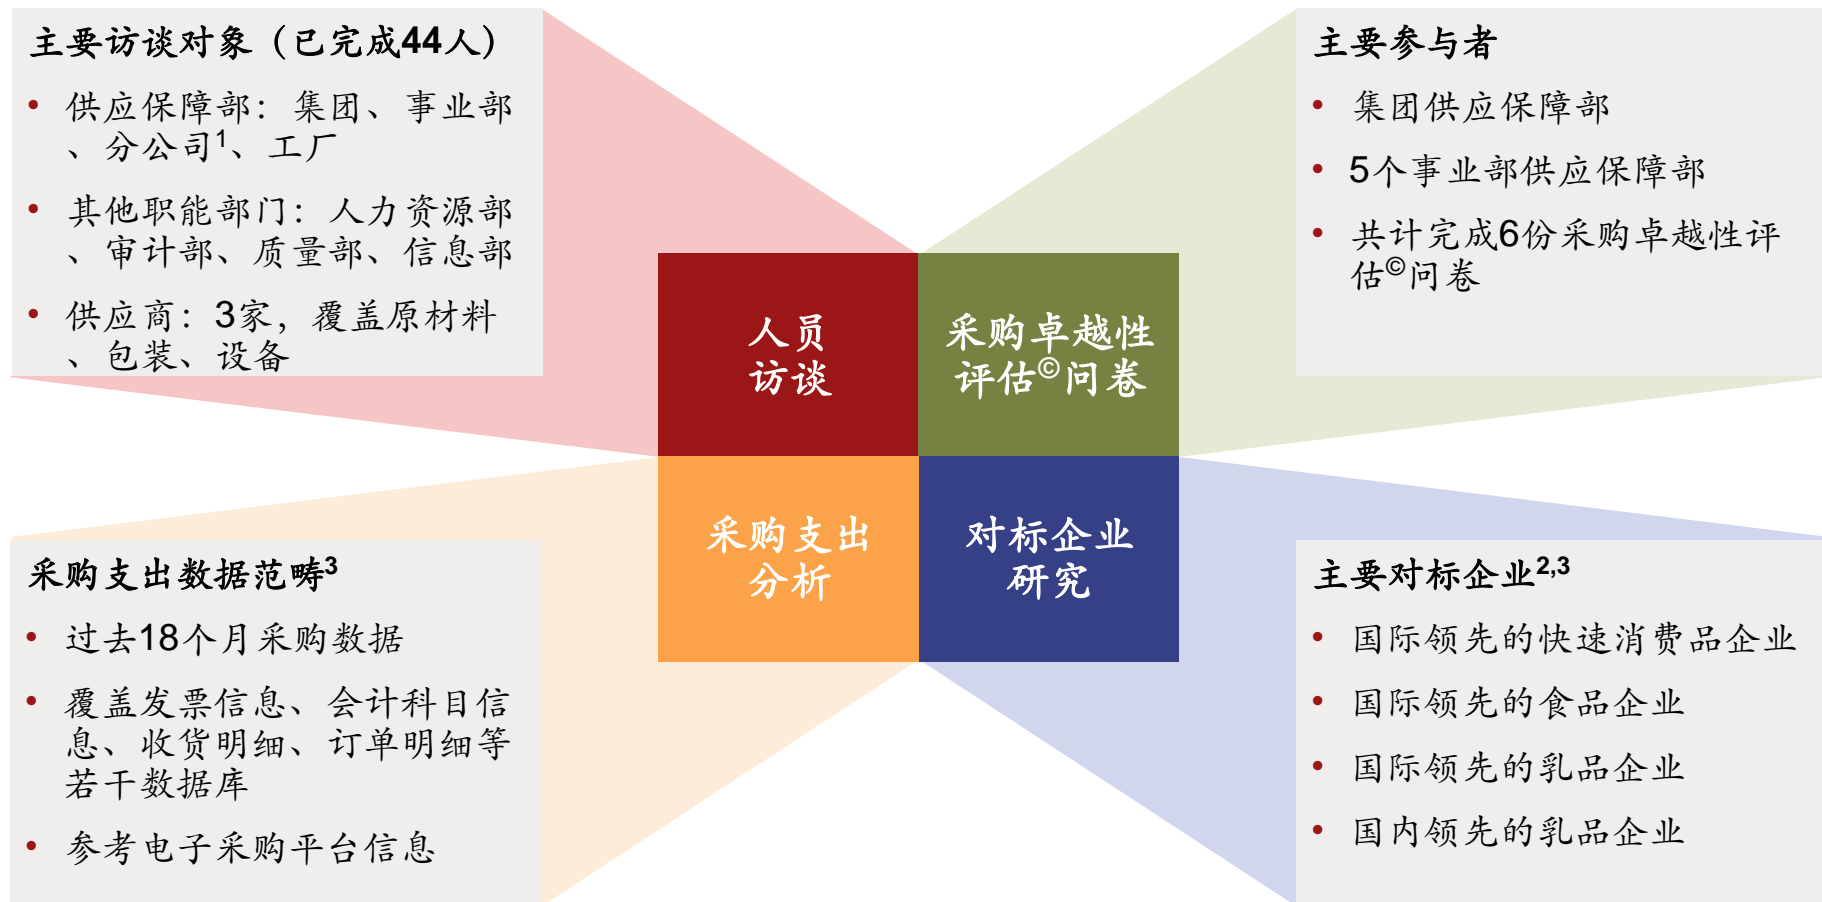 主要访谈对象（已完成44人）
• 供应保障部：集团、事业部
、分公司¹、工厂
• 其他职能部门：人力资源部
、审计部、质量部、信息部
• 供应商：3家，覆盖原材料
、包装、设备
主要参与者
• 集团供应保障部
• 5个事业部供应保障部
• 共计完成6份采购卓越性评
估©问卷
人员
访谈
采购卓越性
评估©问卷
采购支出
分析
对标企业
研究
采购支出数据范畴³
• 过去18个月采购数据
• 覆盖发票信息、会计科目信
息、收货明细、订单明细等
若干数据库
• 参考电子采购平台信息
主要对标企业²,³
• 国际领先的快速消费品企业
• 国际领先的食品企业
• 国际领先的乳品企业
• 国内领先的乳品企业